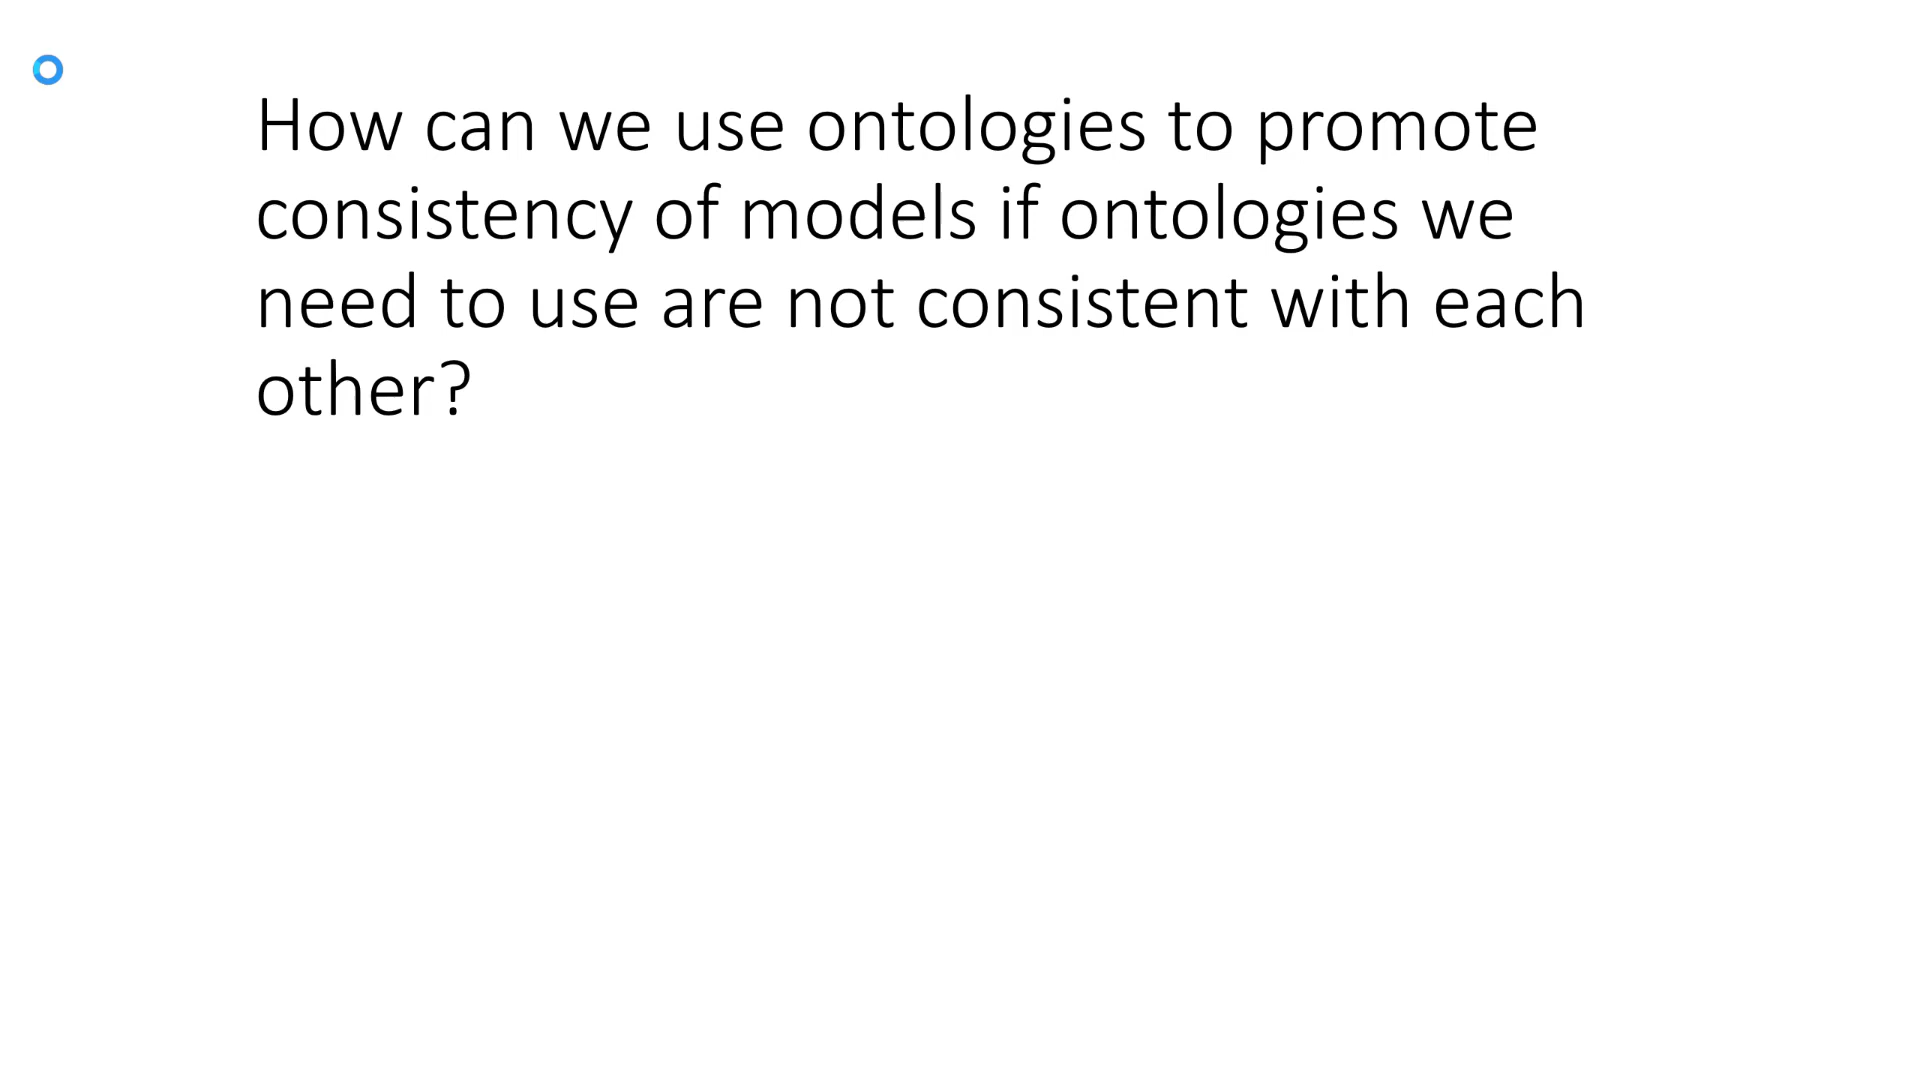 How can we use ontologies to promote
consistency of models if ontologies we
need to use are not consistent with each
other?